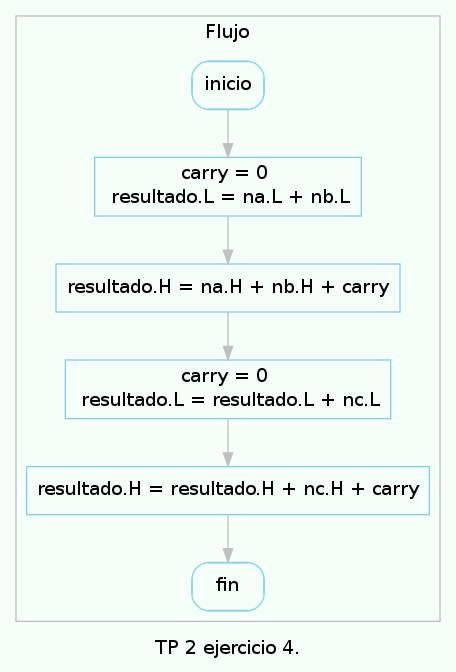 Flujo
inicio
carry = 0
resultado.L = na.L + nb.L
resultado.H = na.H + nb.H + carry
carry = 0
resultado.L = resultado.L + nc.L
resultado.H = resultado.H + nc.H + carry
fin
TP 2 ejercicio 4.